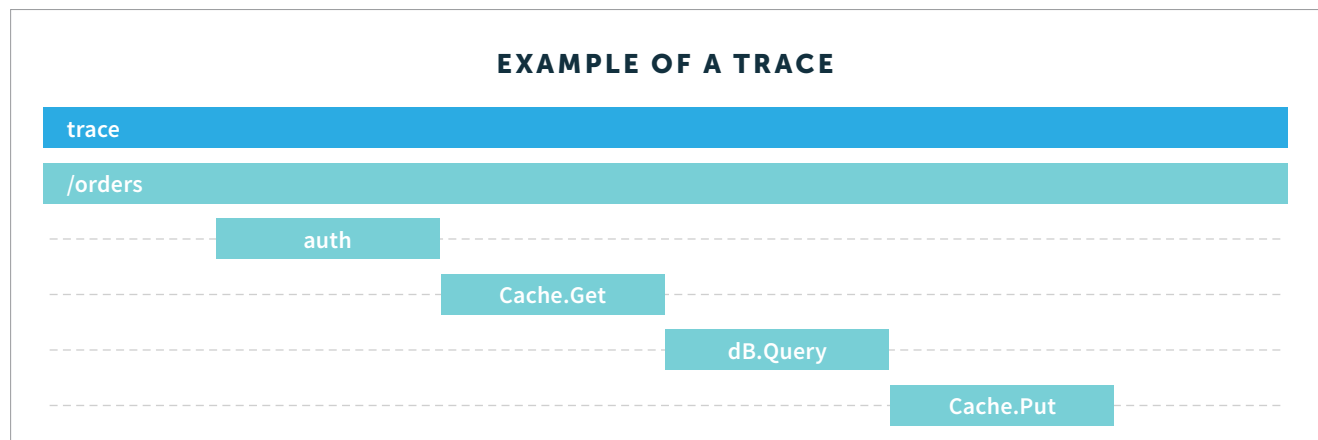 EXAMPLE OF A TRACE
trace
/orders
auth
Cache.Get
dB.Query
Cache.Put